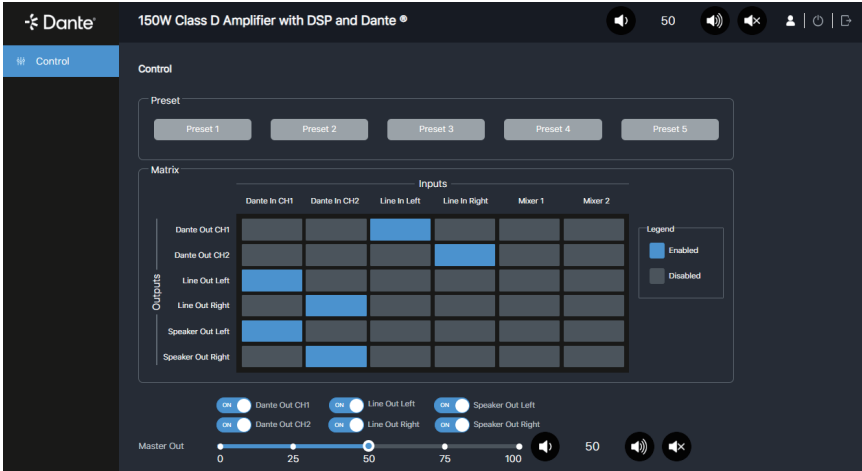 Dante®
150W Class D Amplifier with DSP and Dante ®
50
Control
Control
Preset
Preset 1 Preset 2 Preset 3 Preset 4 Preset 5
Matrix
Inputs
Dante In CH1 Dante In CH2 Line In Left Line In Right Mixer 1 Mixer 2
Outputs
Dante Out CH1
Dante Out CH2
Line Out Left
Line Out Right
Speaker Out Left
Speaker Out Right
Legend
Enabled
Disabled
ON Dante Out CH1 ON Line Out Left ON Speaker Out Left
ON Dante Out CH2 ON Line Out Right ON Speaker Out Right
Master Out
0 25 50 75 100
50